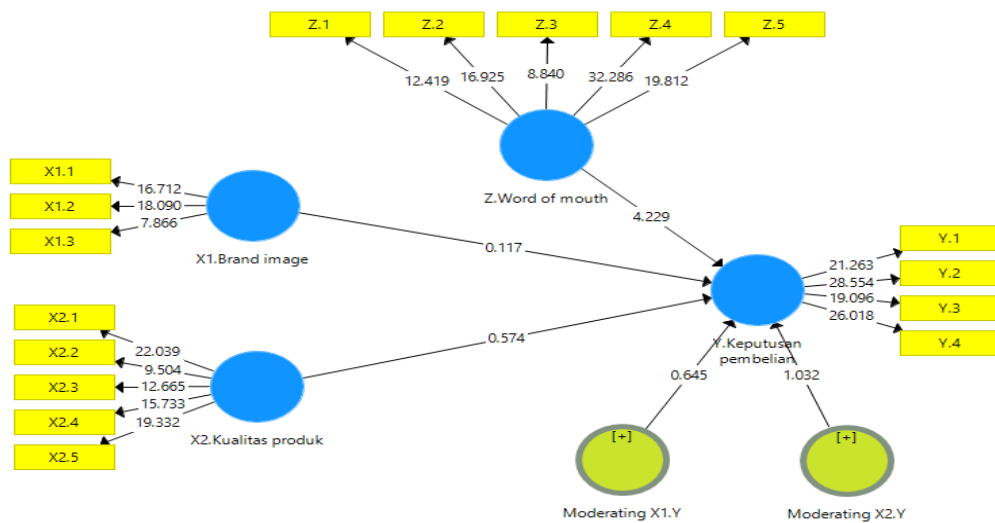 Z.1
Z.2
Z.3
Z.4
Z.5
12.419
16.925
8.840
32.286
19.812
Z.Word of mouth
X1.1
X1.2
X1.3
16.712
18.090
7.866
X1.Brand image
4.229
0.117
Y.1
Y.2
Y.3
Y.4
21.263
28.554
19.096
26.018
Y.Keputusan
pembelian
X2.1
X2.2
X2.3
X2.4
X2.5
22.039
9.504
12.665
15.733
19.332
X2.Kualitas produk
0.574
0.645
1.032
[+]
[+]
Moderating X1.Y
Moderating X2.Y